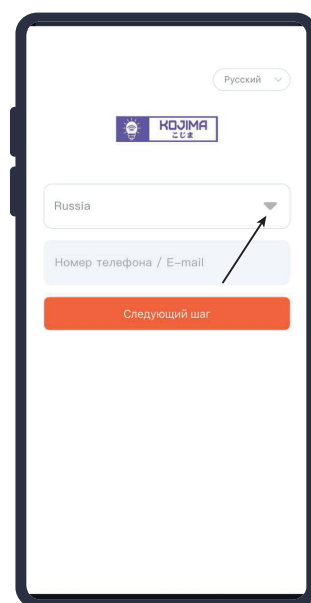 Русский
KOJIMA
こじま
Russia
Номер телефона / E-mail
Следующий шаг